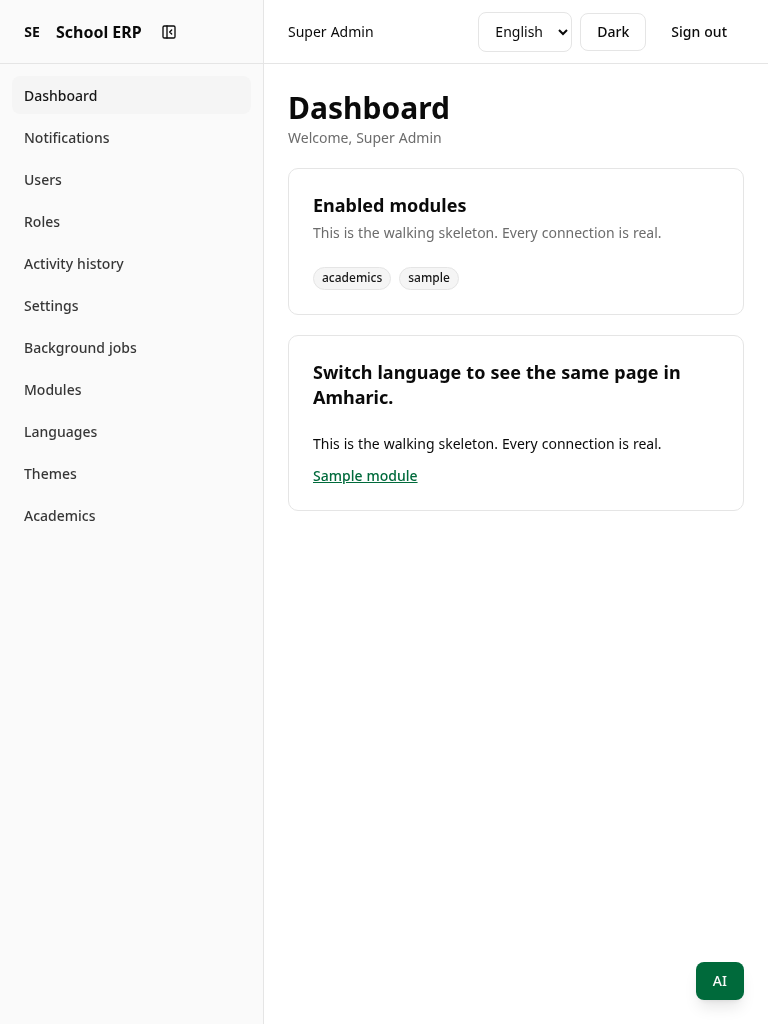 SE School ERP
Super Admin
English
Dark
Sign out
Dashboard
Notifications
Users
Roles
Activity history
Settings
Background jobs
Modules
Languages
Themes
Academics
Dashboard
Welcome, Super Admin
Enabled modules
This is the walking skeleton. Every connection is real.
academics sample
Switch language to see the same page in
Amharic.
This is the walking skeleton. Every connection is real.
Sample module
AI